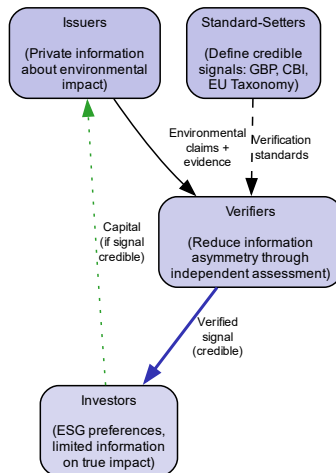 Issuers
(Private information
about environmental
impact)
Standard-Setters
(Define credible
signals: GBP, CBI,
EU Taxonomy)
Environmental
claims +
evidence
Verification
standards
Capital
(if signal
credible)
Verifiers
(Reduce information
asymmetry through
independent assessment)
Verified
signal
(credible)
Investors
(ESG preferences,
limited information
on true impact)